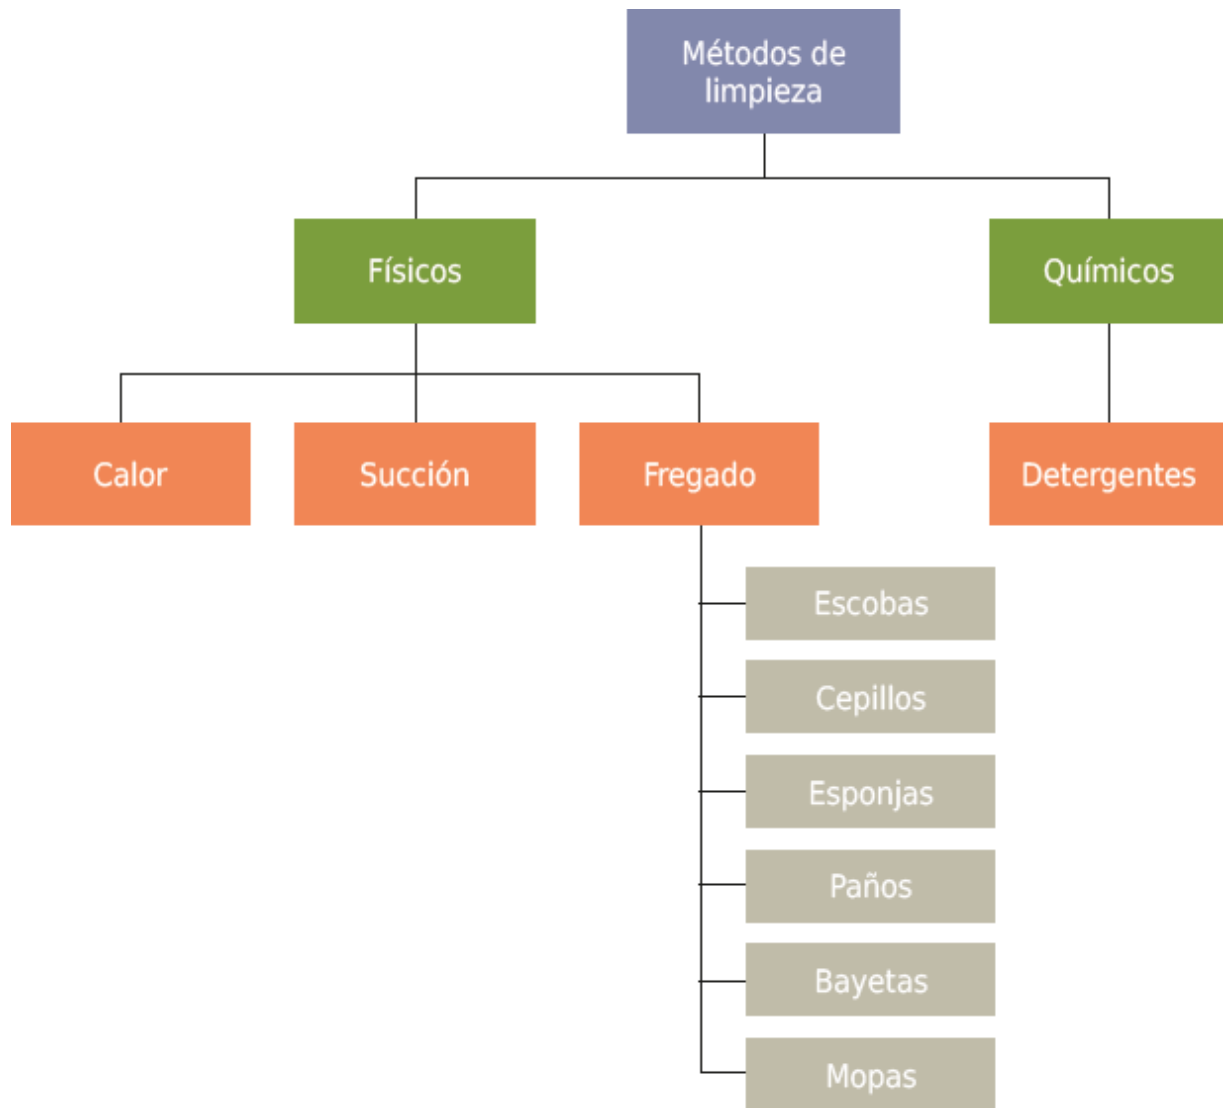 Métodos de
limpieza
Físicos
Químicos
Calor
Succión
Fregado
Detergentes
Escobas
Cepillos
Esponjas
Paños
Bayetas
Mopas